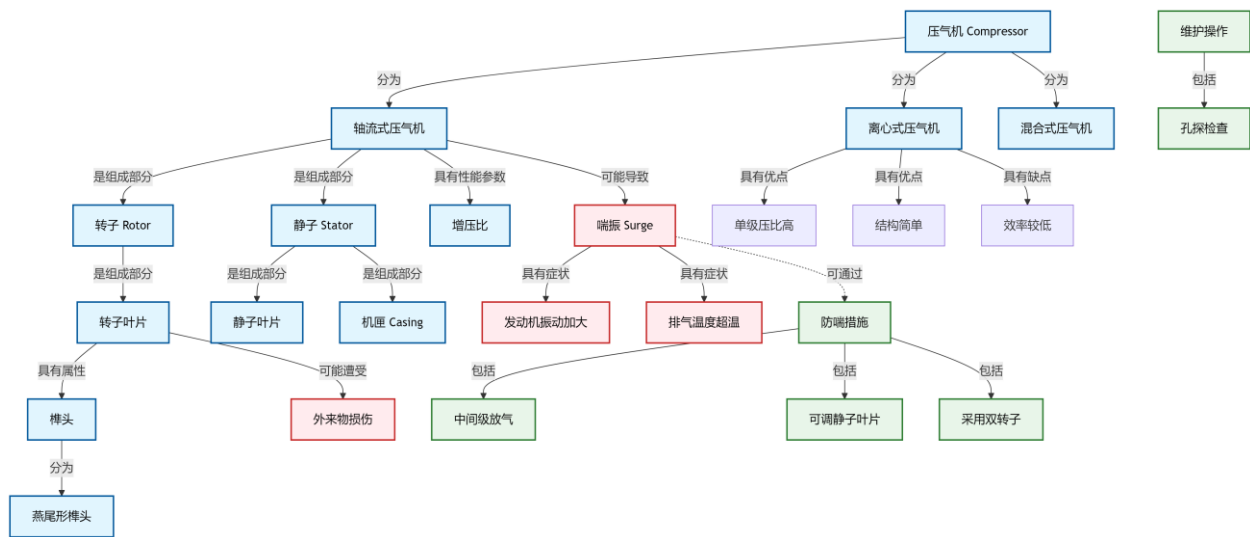 压气机 Compressor
维护操作
分为
分为
分为
包括
轴流式压气机
离心式压气机
混合式压气机
孔探检查
是组成部分
是组成部分
具有性能参数
可能导致
具有优点
具有优点
具有缺点
转子 Rotor
静子 Stator
增压比
喘振 Surge
单级压比高
结构简单
效率较低
是组成部分
是组成部分
是组成部分
具有症状
具有症状
可通过
转子叶片
静子叶片
机匣 Casing
发动机振动加大
排气温度超温
防喘措施
具有属性
可能遭受
包括
包括
包括
榫头
外来物损伤
中间级放气
可调静子叶片
采用双转子
分为
燕尾形榫头